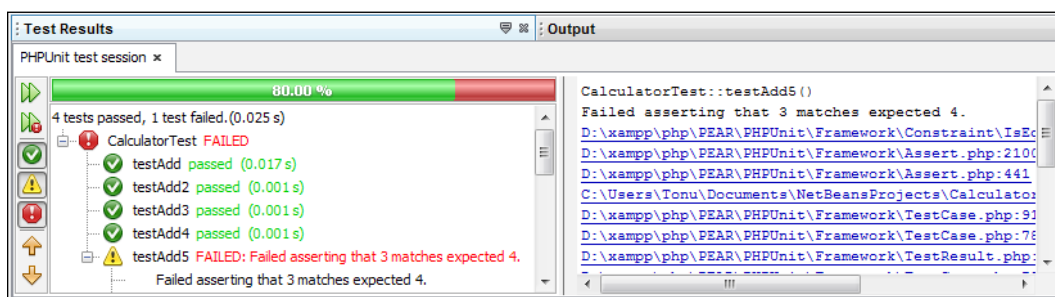 Test Results
Output
PHPUnit test session
80.00 %
4 tests passed, 1 test failed.(0.025 s)
CalculatorTest FAILED
testAdd passed (0.017 s)
testAdd2 passed (0.001 s)
testAdd3 passed (0.001 s)
testAdd4 passed (0.001 s)
testAdd5 FAILED: Failed asserting that 3 matches expected 4.
Failed asserting that 3 matches expected 4.
CalculatorTest::testAdd5()
Failed asserting that 3 matches expected 4.
D:\xampp\php\PEAR\PHPUnit\Framework\Constraint\IsEq
D:\xampp\php\PEAR\PHPUnit\Framework\Assert.php:2100
D:\xampp\php\PEAR\PHPUnit\Framework\Assert.php:441
C:\Users\Tonu\Documents\NetBeansProjects\Calculator
D:\xampp\php\PEAR\PHPUnit\Framework\TestCase.php:91
D:\xampp\php\PEAR\PHPUnit\Framework\TestCase.php:78
D:\xampp\php\PEAR\PHPUnit\Framework\TestResult.php: